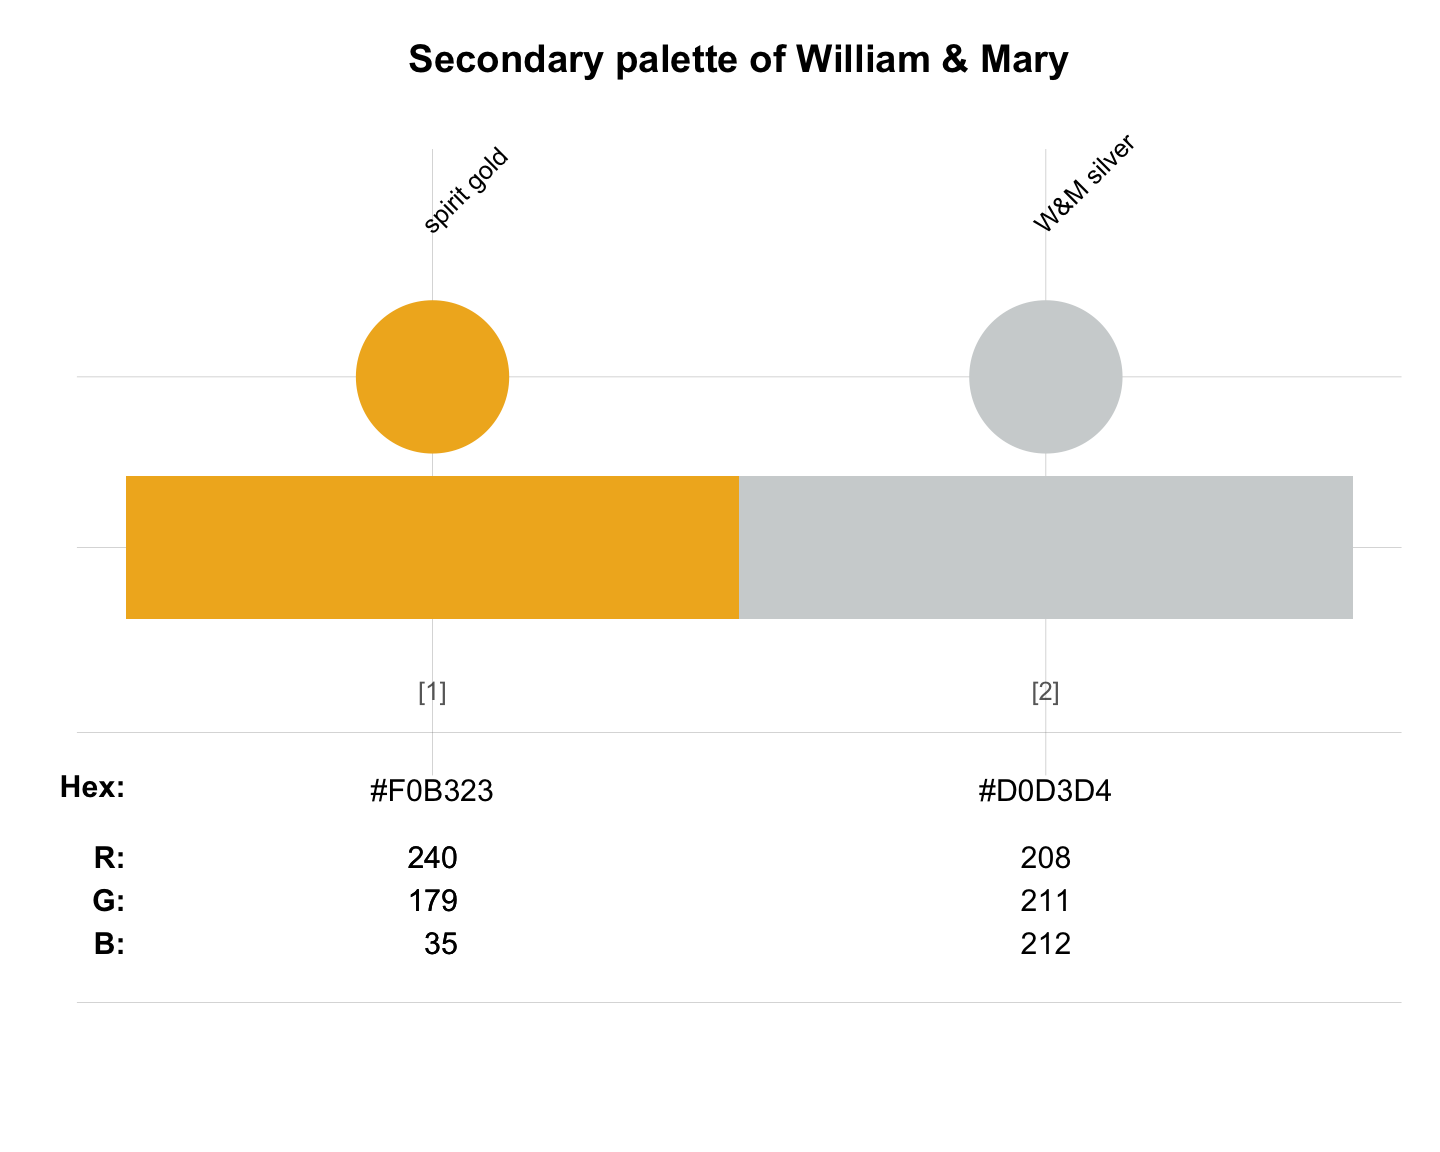 Secondary palette of William & Mary
spirit gold
W&M silver
[1] [2]
Hex: #F0B323 #D0D3D4
R: 240 208
G: 179 211
B: 35 212